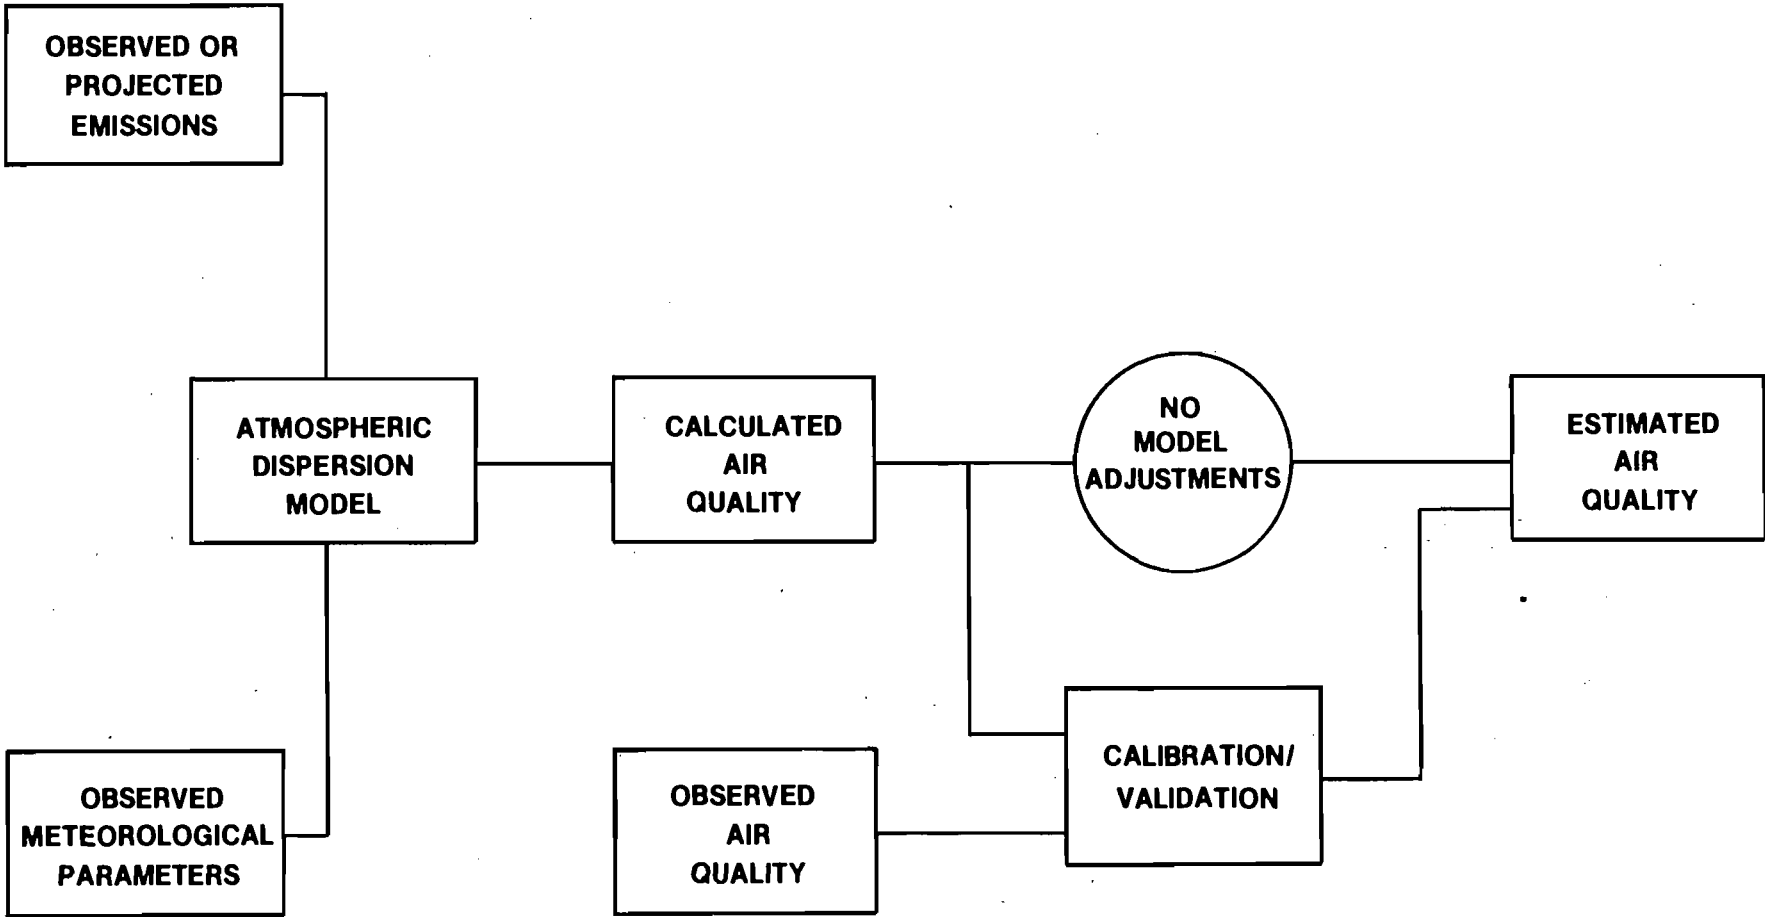 OBSERVED OR
PROJECTED
EMISSIONS
ATMOSPHERIC
DISPERSION
MODEL
CALCULATED
AIR
QUALITY
NO
MODEL
ADJUSTMENTS
ESTIMATED
AIR
QUALITY
OBSERVED
METEOROLOGICAL
PARAMETERS
OBSERVED
AIR
QUALITY
CALIBRATION/
VALIDATION